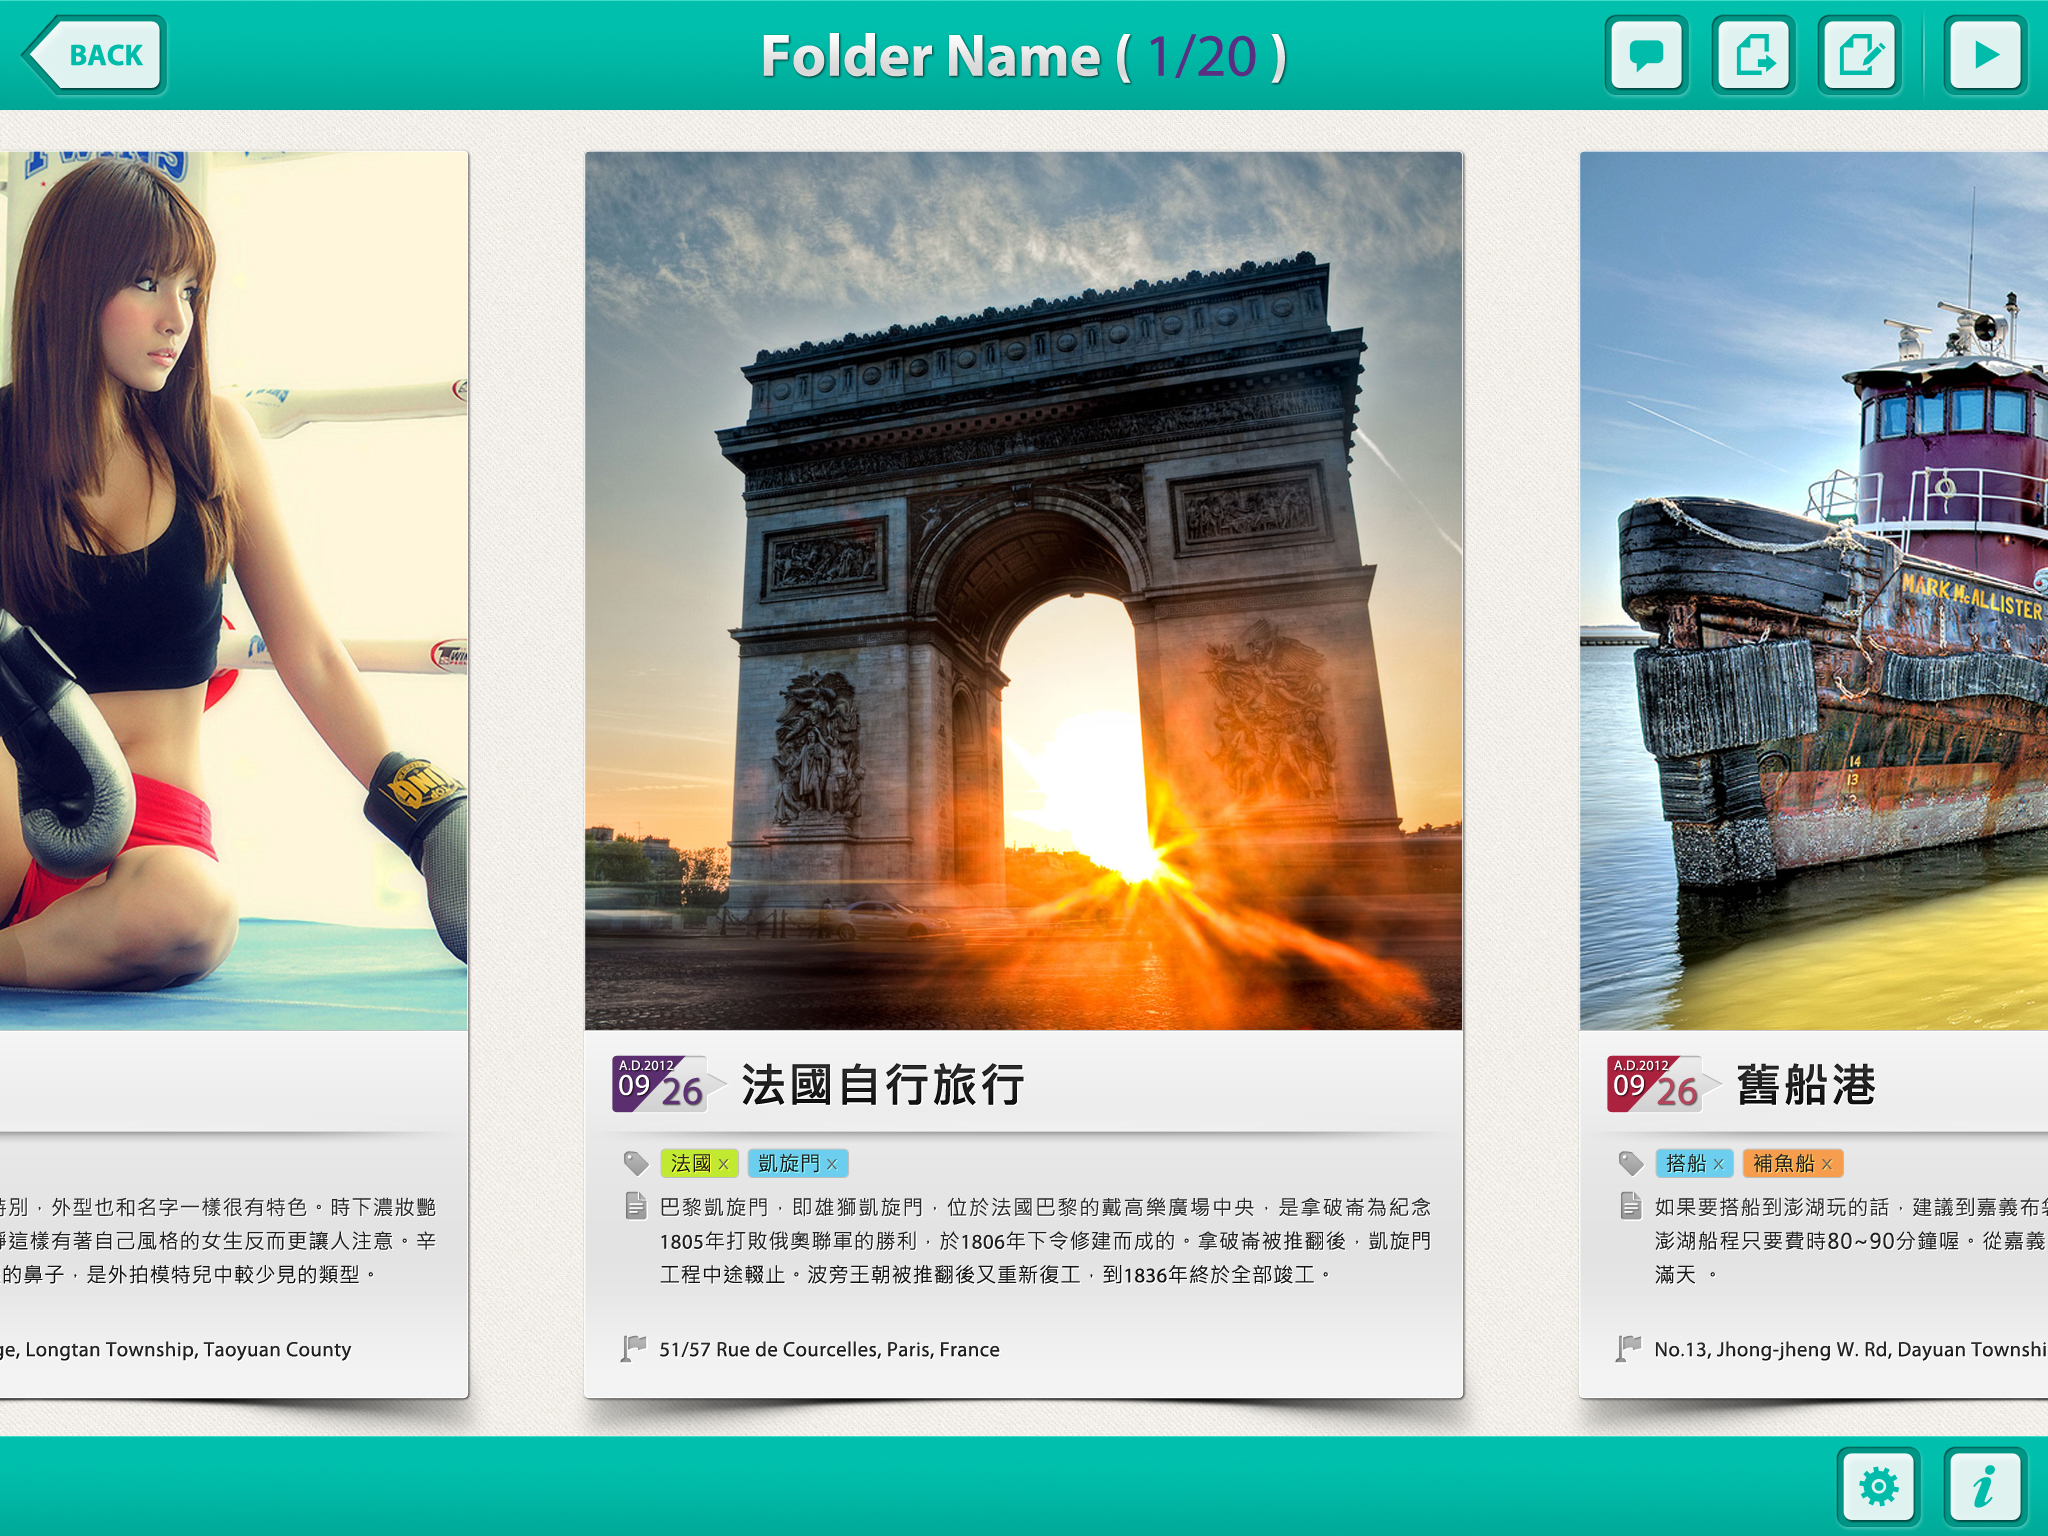 BACK
Folder Name ( 1/20 )
TWINS
KING
TOP
特別，外型也和名字一樣很有特色。時下濃妝艷
這樣有著自己風格的女生反而更讓人注意。辛
的鼻子，是外拍模特兒中較少見的類型。
ge, Longtan Township, Taoyuan County
A.D.2012
09 26
法國自行旅行
法國 x 凱旋門 x
巴黎凱旋門，即雄獅凱旋門，位於法國巴黎的戴高樂廣場中央，是拿破崙為紀念
1805年打敗俄奧聯軍的勝利，於1806年下令修建而成的。拿破崙被推翻後，凱旋門
工程中途輟止。波旁王朝被推翻後又重新復工，到1836年終於全部竣工。
51/57 Rue de Courcelles, Paris, France
MARK McALLISTER
14
13
A.D.2012
09 26
舊船港
搭船 x 補魚船 x
如果要搭船到澎湖玩的話，建議到嘉義布袋
澎湖船程只要費時80~90分鐘喔。從嘉義
滿天 。
No.13, Jhong-jheng W. Rd, Dayuan Townshi
i